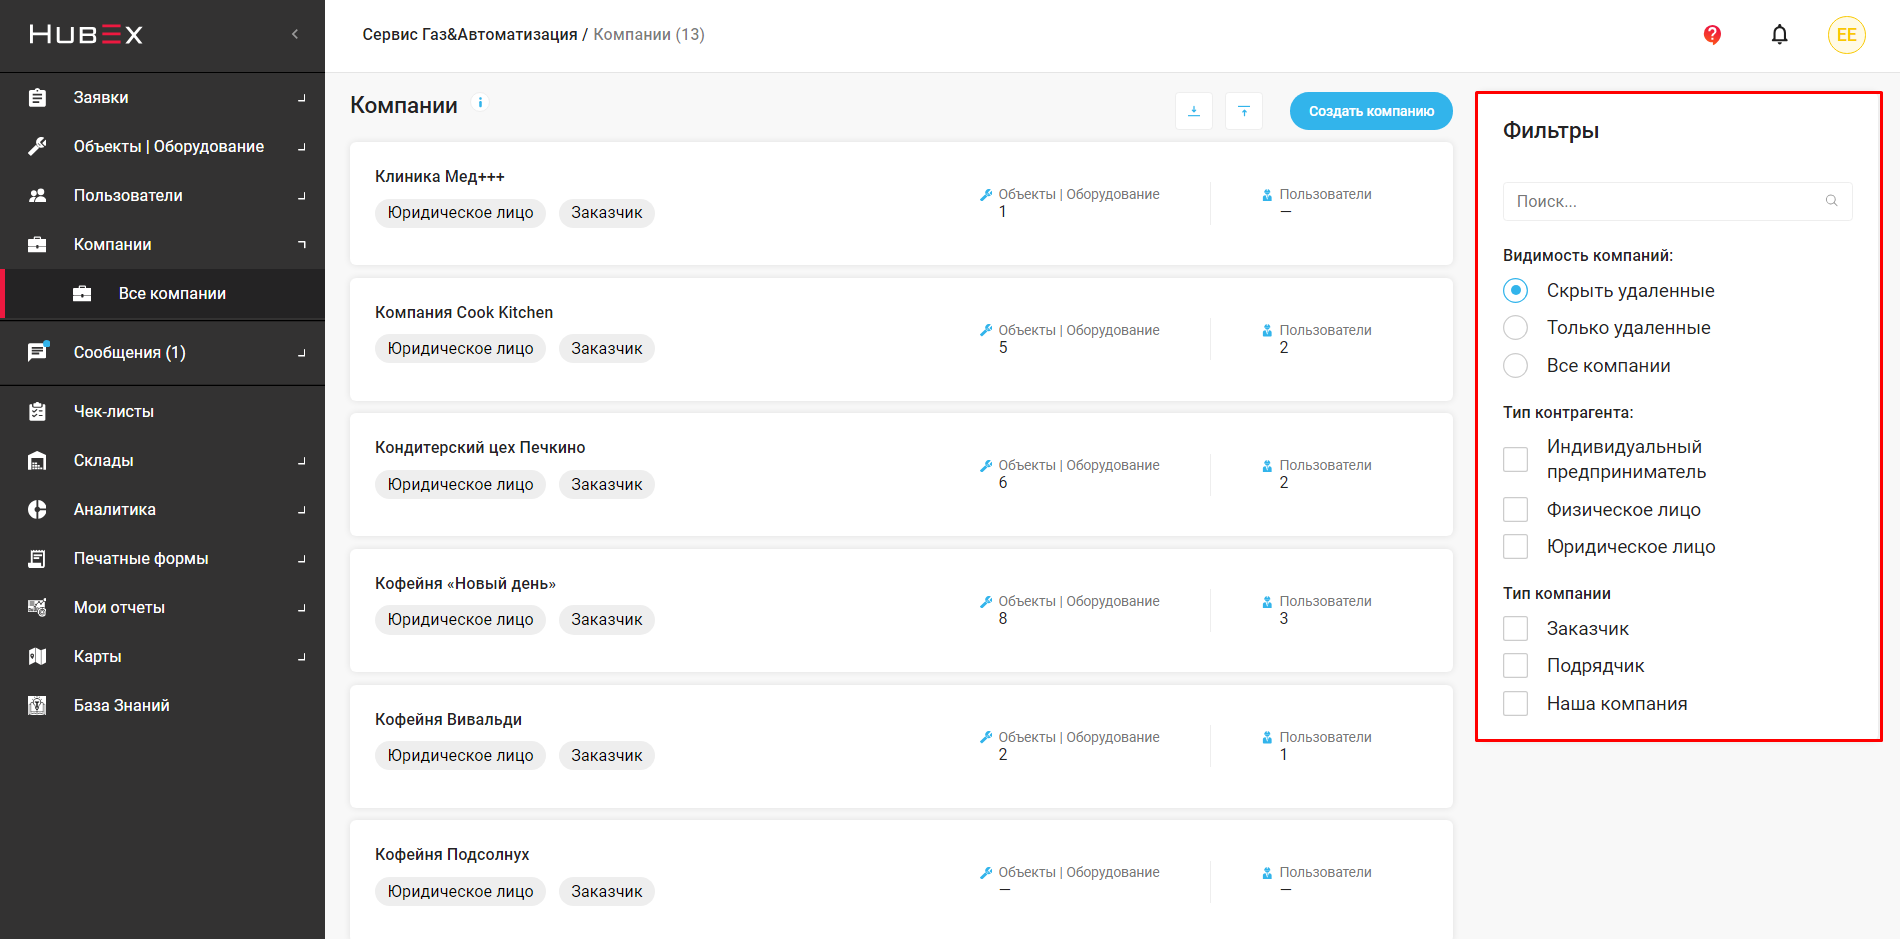 HUBEX
Сервис Газ&Автоматизация / Компании (13)
EE
Заявки
Объекты | Оборудование
Пользователи
Компании
Все компании
Сообщения (1)
Чек-листы
Склады
Аналитика
Печатные формы
Мои отчеты
Карты
База Знаний
Компании
Создать компанию
Клиника Мед+++
Юридическое лицо Заказчик
Объекты | Оборудование
1
Пользователи
—
Компания Cook Kitchen
Юридическое лицо Заказчик
Объекты | Оборудование
5
Пользователи
2
Кондитерский цех Печкино
Юридическое лицо Заказчик
Объекты | Оборудование
6
Пользователи
2
Кофейня «Новый день»
Юридическое лицо Заказчик
Объекты | Оборудование
8
Пользователи
3
Кофейня Вивальди
Юридическое лицо Заказчик
Объекты | Оборудование
2
Пользователи
1
Кофейня Подсолнух
Юридическое лицо Заказчик
Объекты | Оборудование
—
Пользователи
—
Фильтры
Поиск...
Видимость компаний:
Скрыть удаленные
Только удаленные
Все компании
Тип контрагента:
Индивидуальный
предприниматель
Физическое лицо
Юридическое лицо
Тип компании
Заказчик
Подрядчик
Наша компания